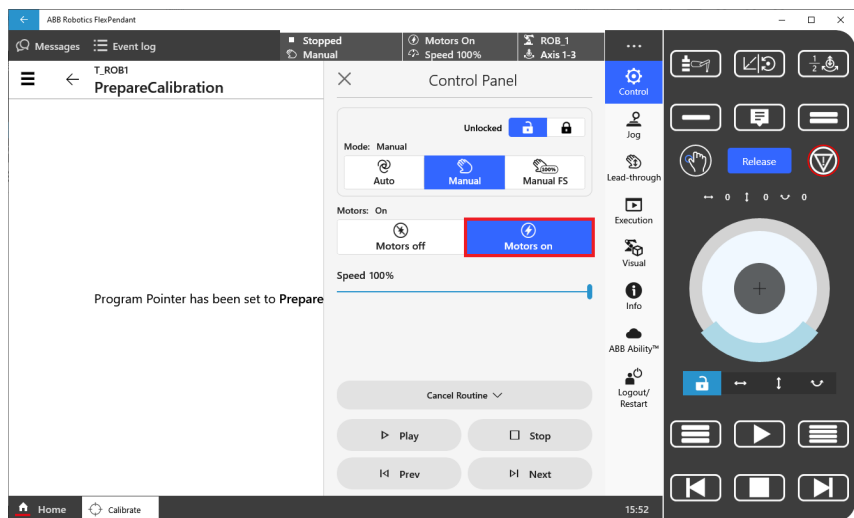 ABB Robotics FlexPendant
Messages
Event log
Stopped
Manual
Motors On
Speed 100%
ROB_1
Axis 1-3
T_ROB1
PrepareCalibration
Program Pointer has been set to Prepare
Control Panel
Unlocked
Mode: Manual
Auto
Manual
Manual FS
100%
Motors: On
Motors off
Motors on
Speed 100%
Cancel Routine
Play
Stop
Prev
Next
Control
Jog
Lead-through
Execution
Visual
Info
ABB Ability™
Logout/
Restart
1/2
Release
0 0 0
Home
Calibrate
15:52